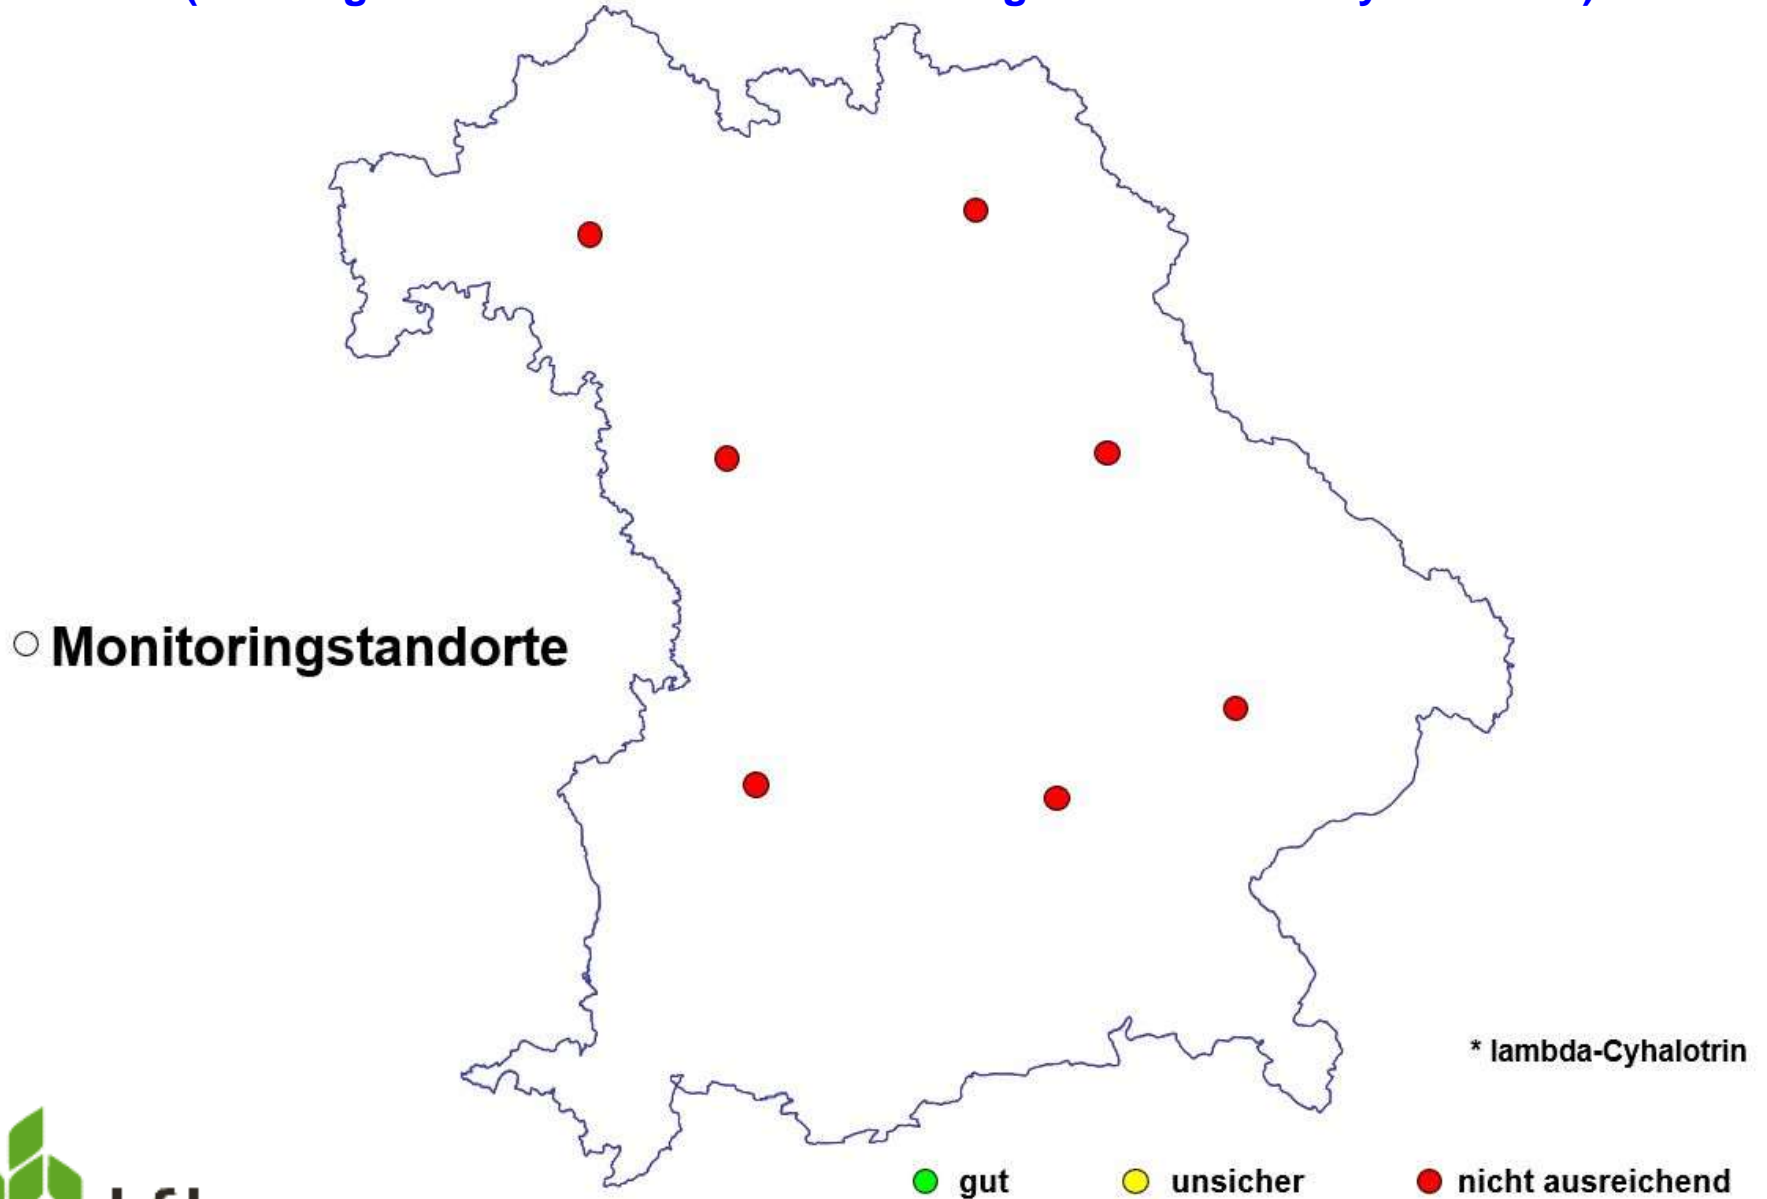 Monitoringstandorte
* lambda-Cyhalotrin
gut
unsicher
nicht ausreichend